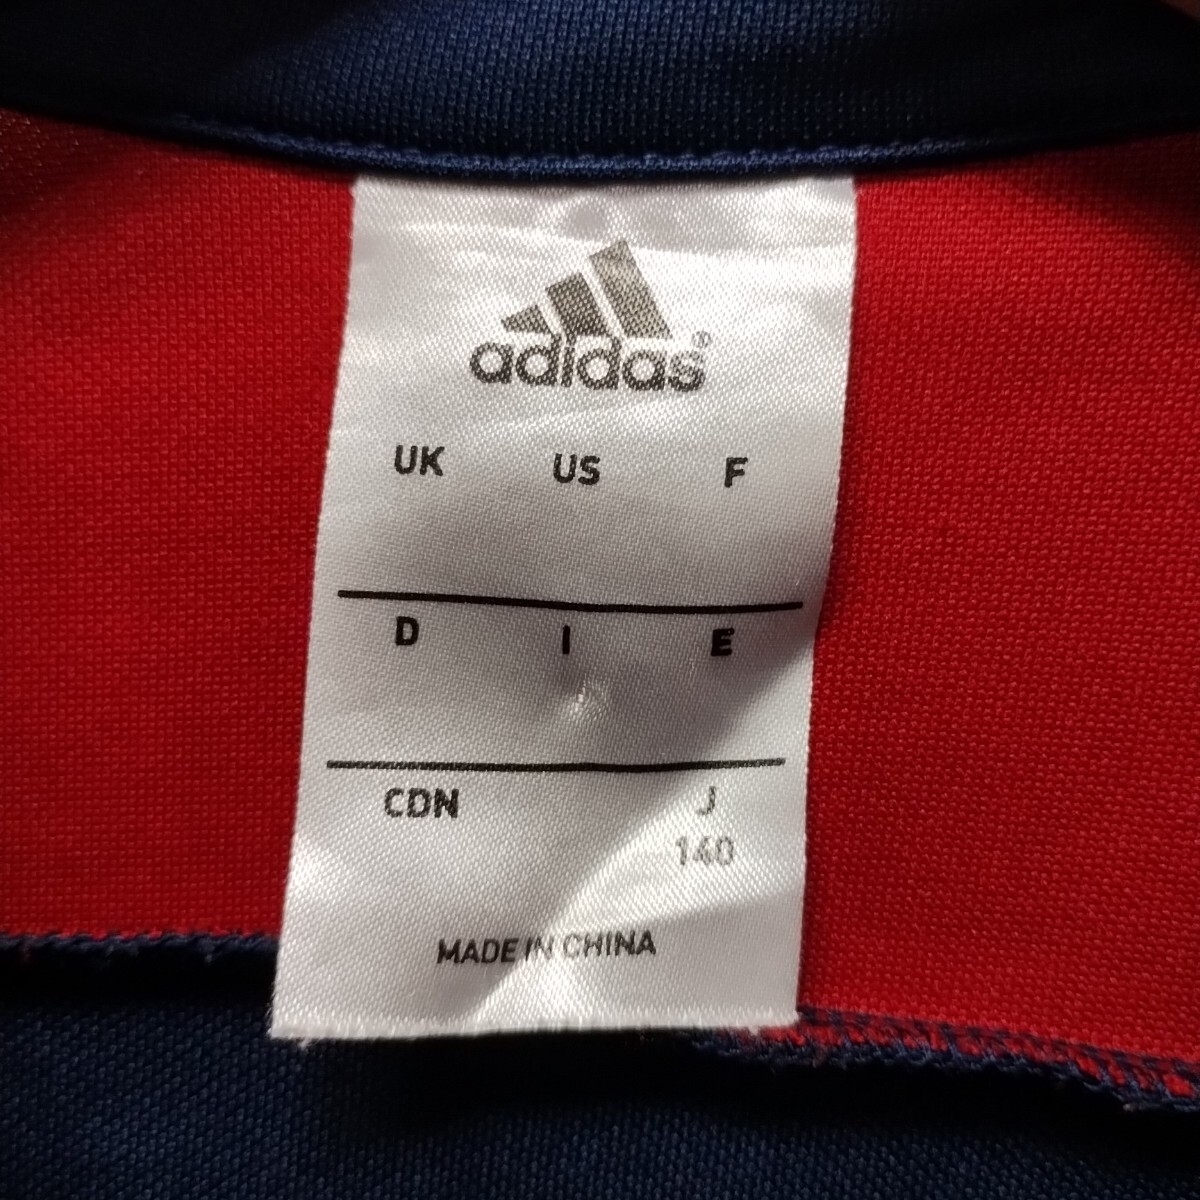 adidas®
UK US F
D I E
CDN J
140
MADE IN CHINA